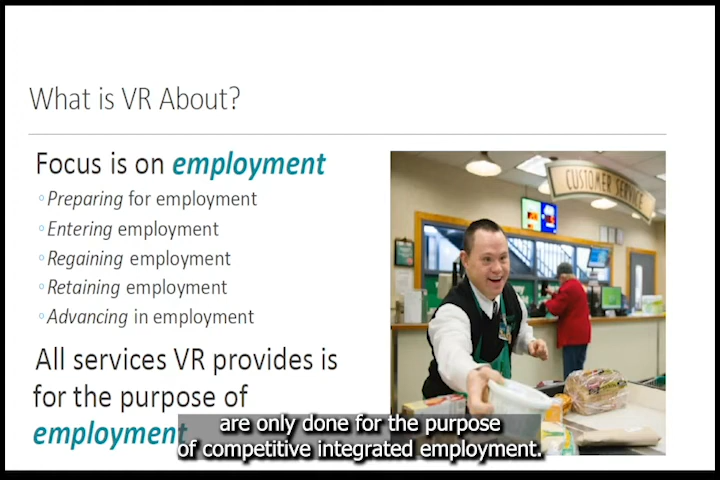 What is VR About?
Focus is on employment
Preparing for employment
Entering employment
Regaining employment
Retaining employment
Advancing in employment
All services VR provides is
for the purpose of
employment
CUSTOMER SERVICE
are only done for the purpose
of competitive integrated employment.